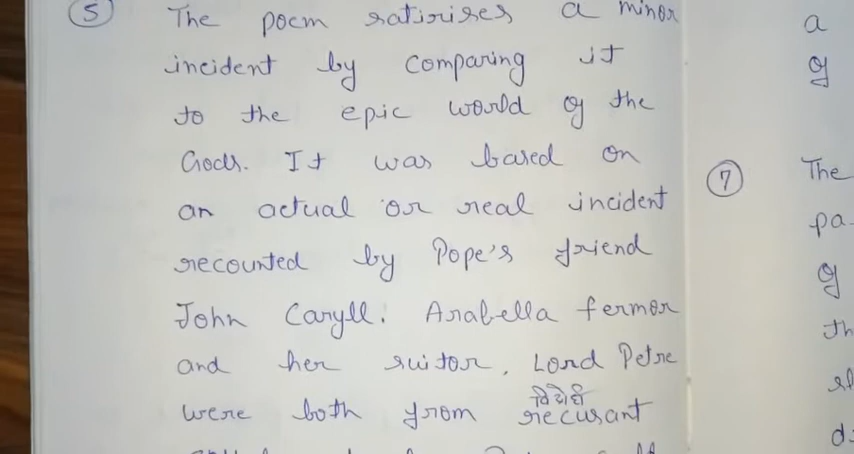 5 The poem satirises a minor
incident by comparing it
to the epic world of the
Gods. It was based on
an actual or real incident
recounted by Pope's friend
John Caryll. Arabella fermor
and her suitor, Lord Petre
विरोधी
were both from recusant
a
of
7 The
of